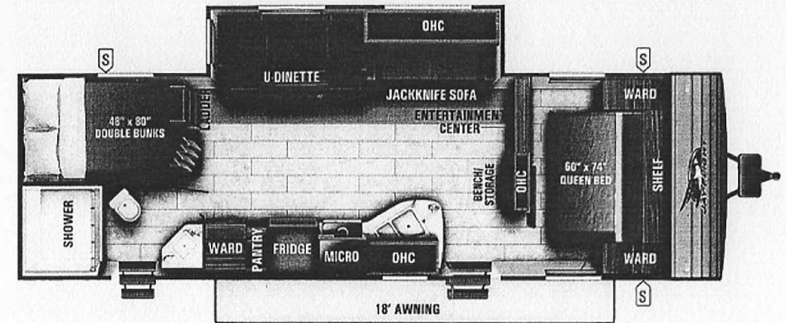 OHC
S
S
U-DINETTE
JACKKNIFE SOFA
WARD
48" x 80"
DOUBLE BUNKS
LADDER
ENTERTAINMENT
CENTER
60" x 74"
QUEEN BED
SHELF
BENCH/
STORAGE
OHC
SHOWER
WARD
PANTRY
FRIDGE
MICRO
OHC
WARD
S
18' AWNING